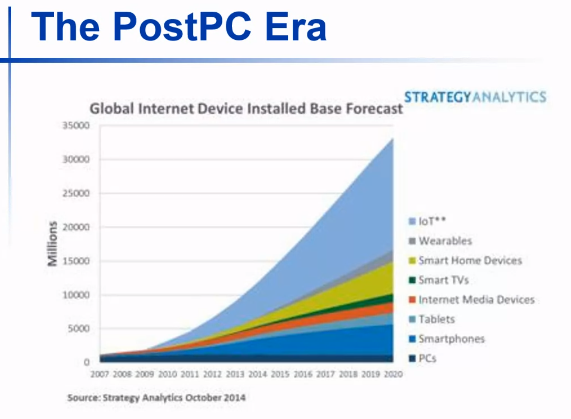 The PostPC Era
STRATEGYANALYTICS
Global Internet Device Installed Base Forecast
35000
30000
25000
20000
15000
10000
5000
0
Millions
2007 2008 2009 2010 2011 2012 2013 2014 2015 2016 2017 2018 2019 2020
IoT**
Wearables
Smart Home Devices
Smart TVs
Internet Media Devices
Tablets
Smartphones
PCs
Source: Strategy Analytics October 2014